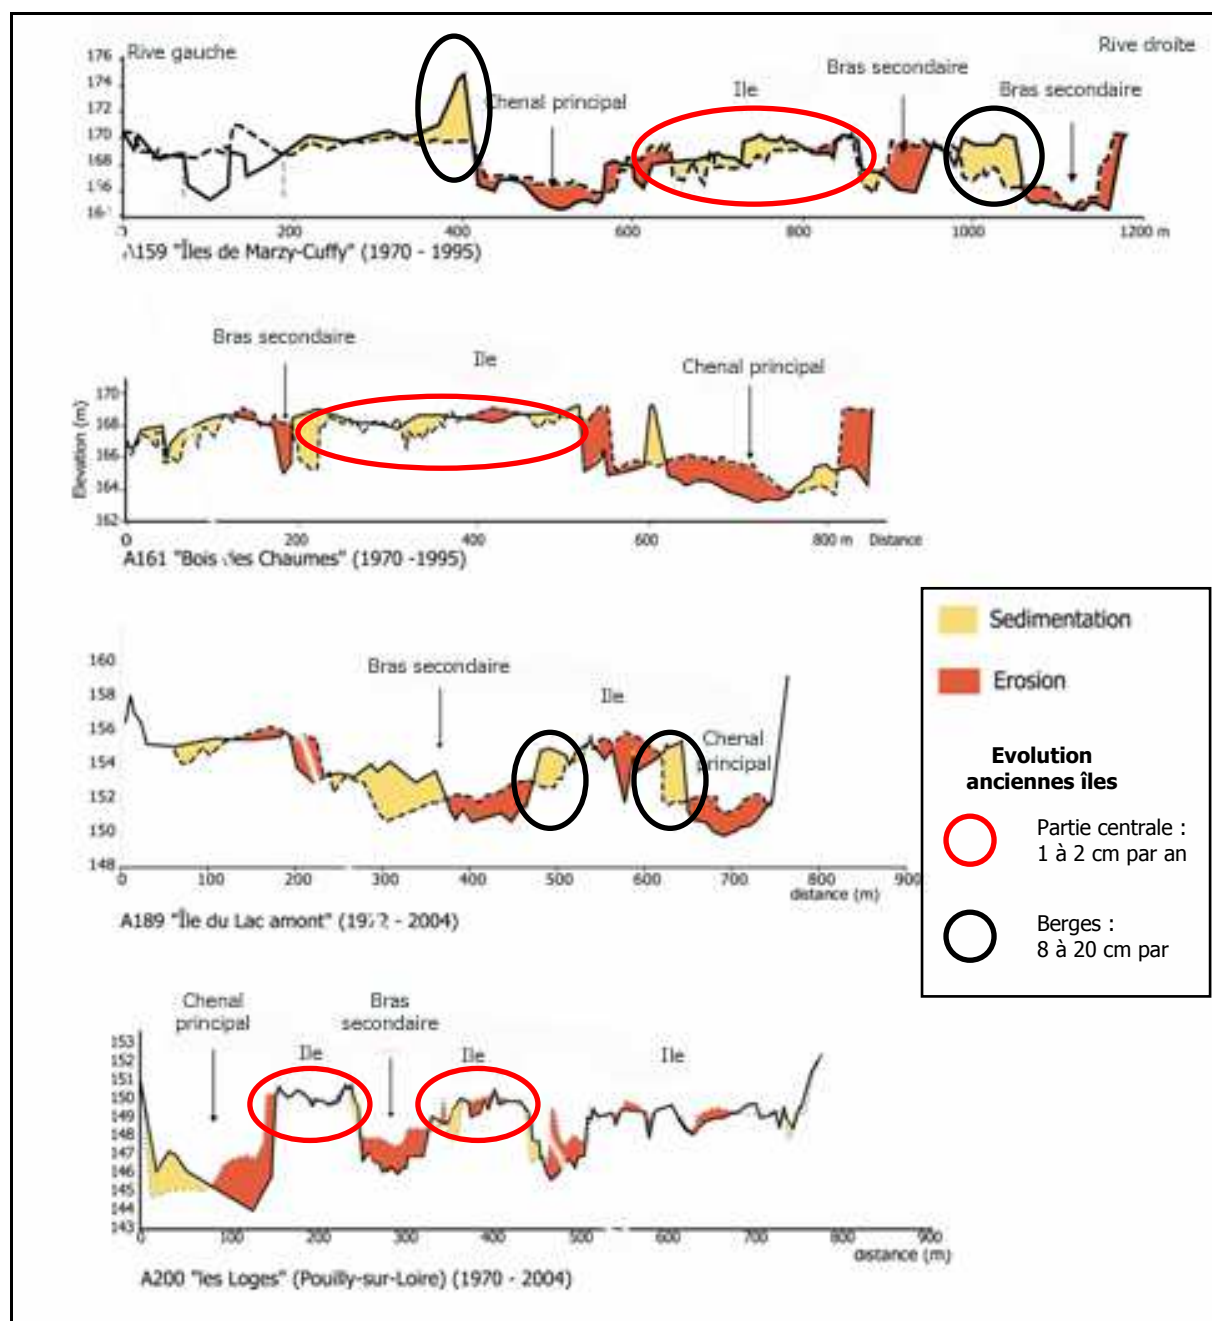 Rive gauche
Rive droite
Bras secondaire
Ile
Bras secondaire
Chenal principal
176
174
172
170
168
200
400
600
800
1000
1200 m
A159 "Îles de Marzy-Cuffy" (1970 - 1995)
Bras secondaire
Ile
Chenal principal
Elevation (m)
170
168
166
164
162
0
200
400
600
800 m
Distance
A161 "Bois des Chaumes" (1970 -1995)
Sedimentation
Erosion
Evolution
anciennes îles
Partie centrale :
1 à 2 cm par an
Berges :
8 à 20 cm par
Bras secondaire
Ile
Chenal
principal
160
158
156
154
152
150
148
0
100
200
300
400
500
600
700
800
900
distance (m)
A189 "Île du Lac amont" - 2004)
Chenal
principal
Bras
secondaire
Ile
Ile
Ile
153
152
151
150
149
148
147
146
145
144
143
0
100
200
300
400
500
600
700
800
900
distance (m)
A200 "les Loges" (Pouilly-sur-Loire) (1970 - 2004)